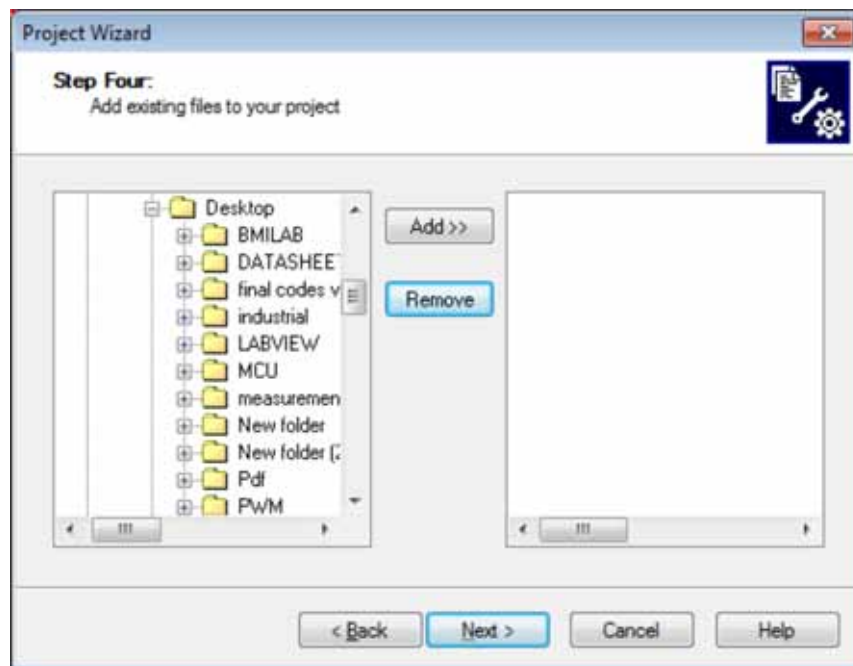 Project Wizard
Step Four:
Add existing files to your project
Desktop
BMILAB
DATASHEE
final codes v
industrial
LABVIEW
MCU
measuremen
New folder
New folder (2
Pdf
PWM
Add >>
Remove
< Back
Next >
Cancel
Help